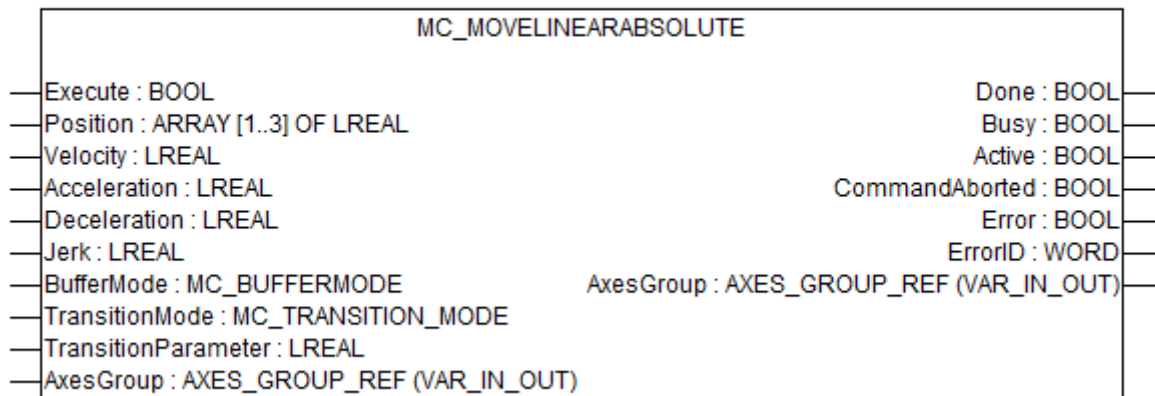 MC_MOVELINEARABSOLUTE
Execute : BOOL Done : BOOL
Position : ARRAY [1..3] OF LREAL Busy : BOOL
Velocity : LREAL Active : BOOL
Acceleration : LREAL CommandAborted : BOOL
Deceleration : LREAL Error : BOOL
Jerk : LREAL ErrorID : WORD
BufferMode : MC_BUFFERMODE AxesGroup : AXES_GROUP_REF (VAR_IN_OUT)
TransitionMode : MC_TRANSITION_MODE
TransitionParameter : LREAL
AxesGroup : AXES_GROUP_REF (VAR_IN_OUT)